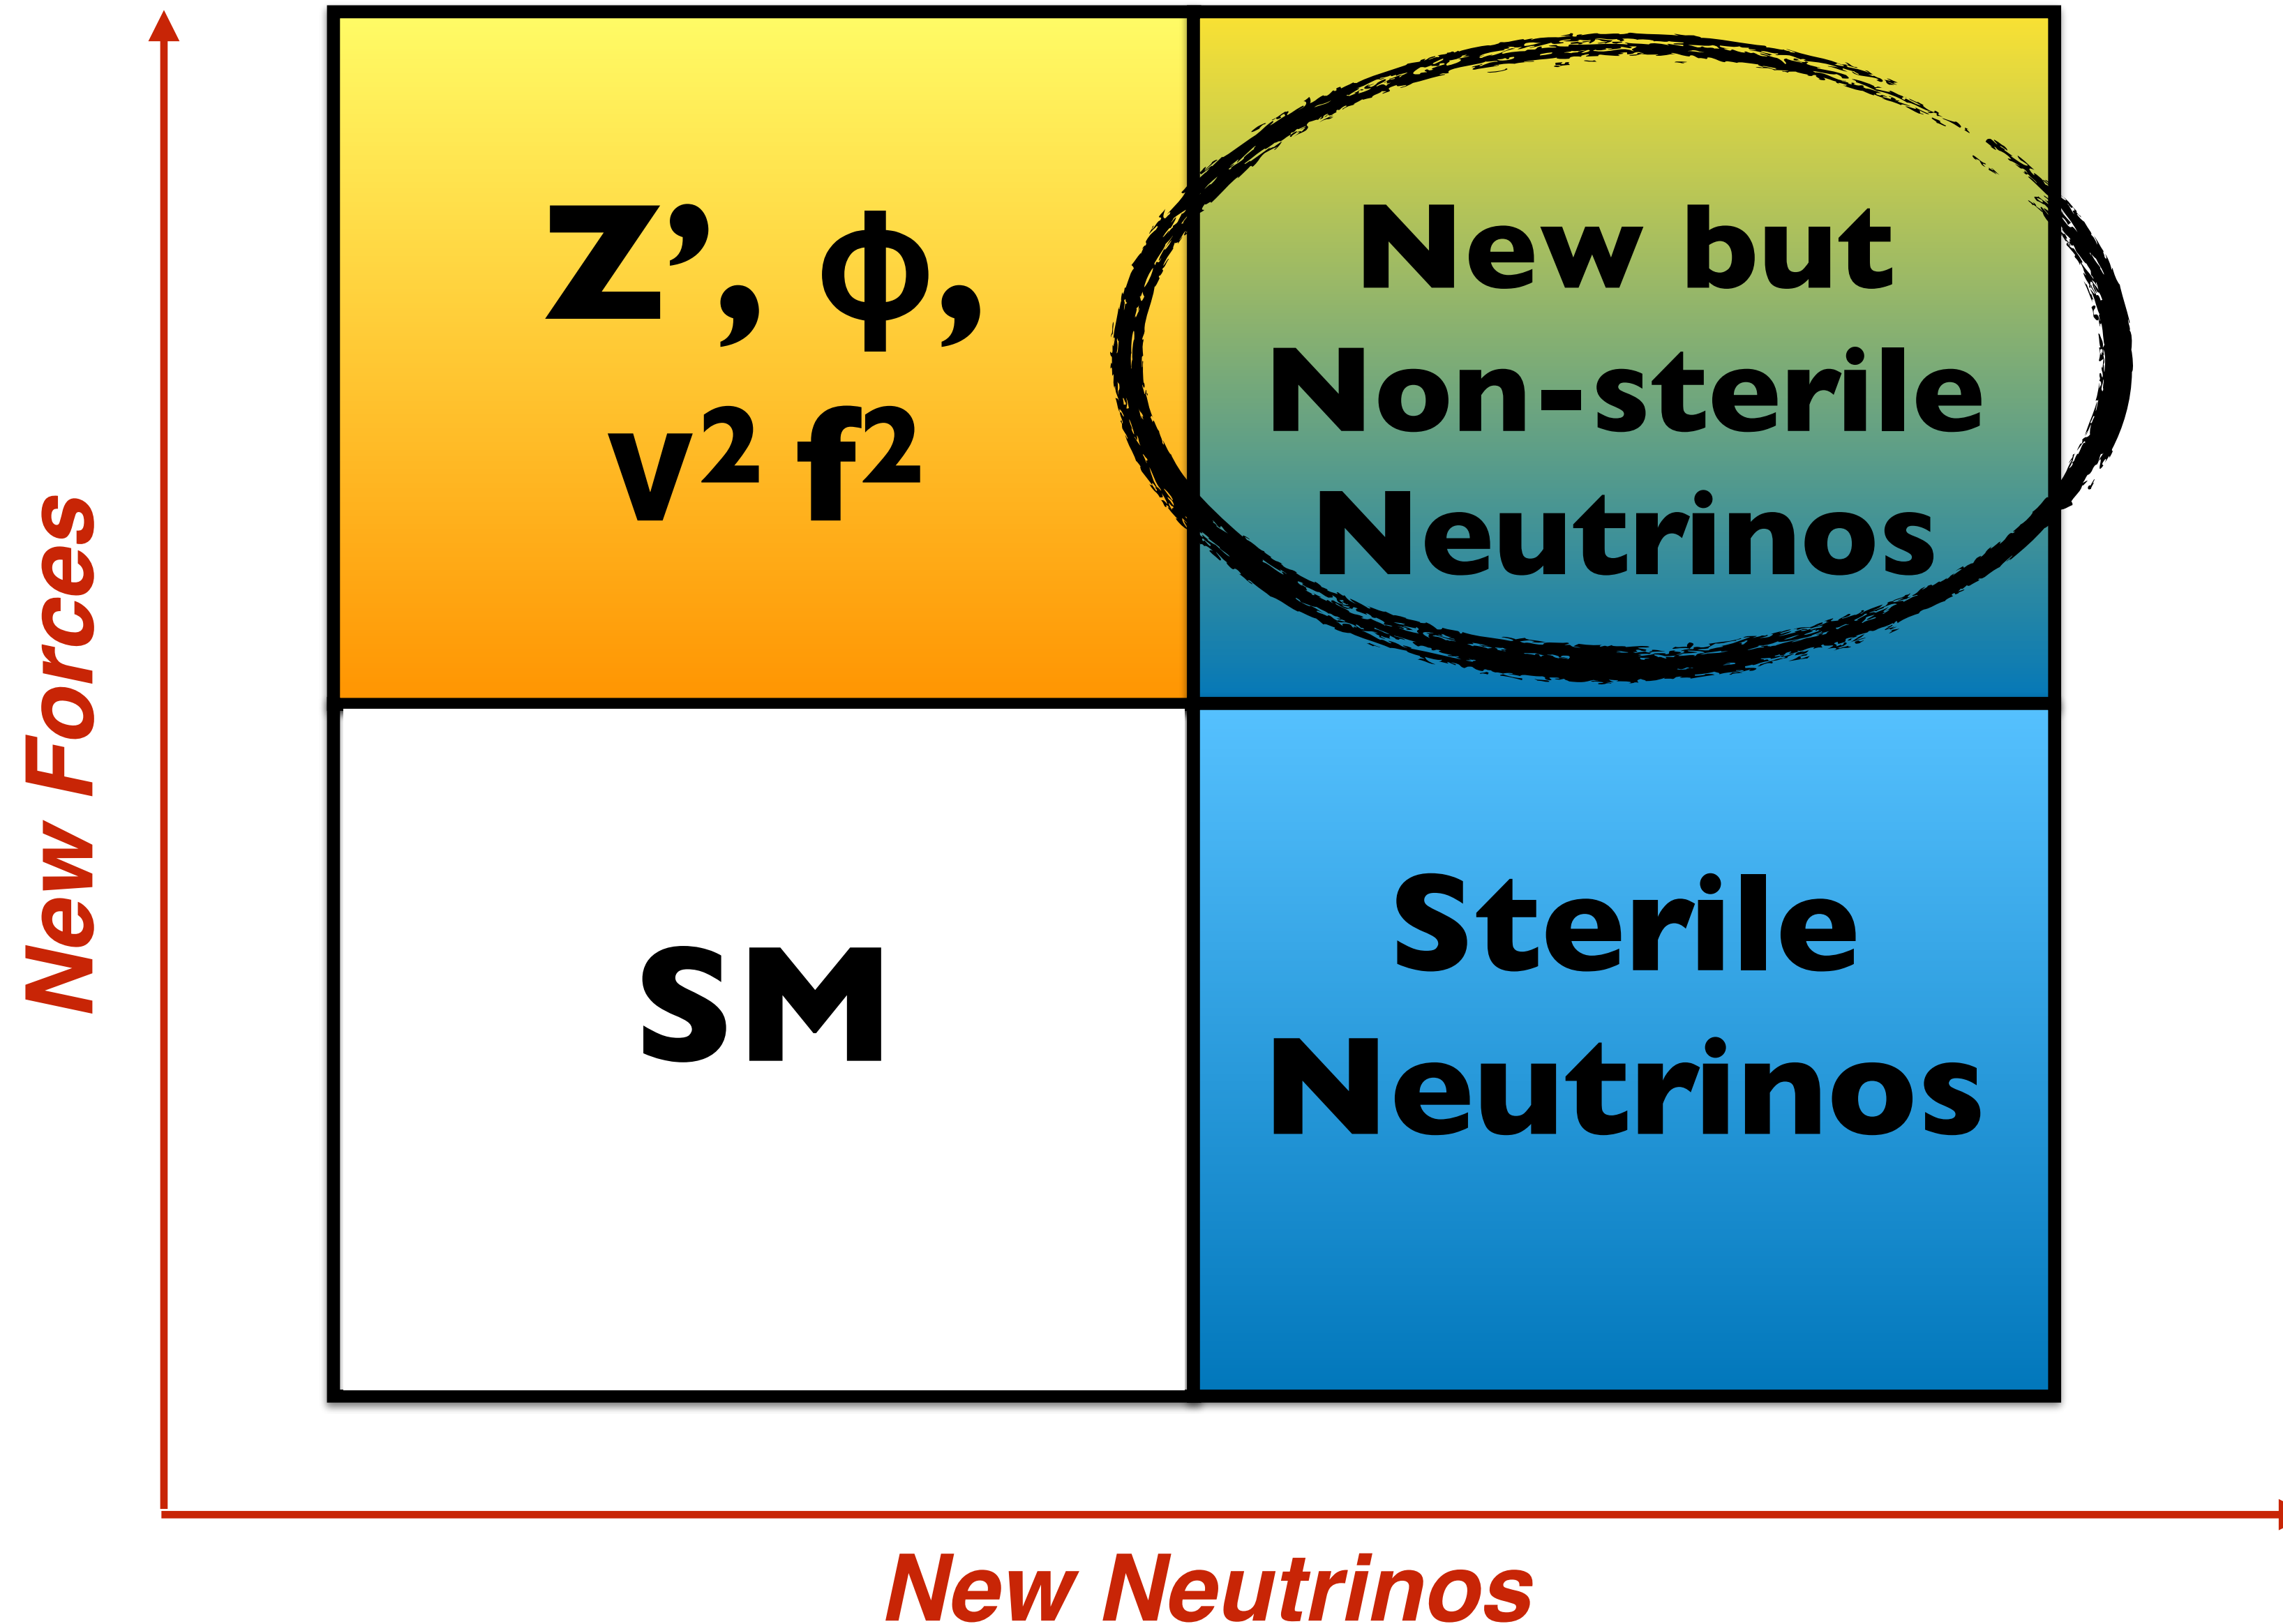 New Forces
Z’, ϕ,
ν² f²
New but
Non-sterile
Neutrinos
SM
Sterile
Neutrinos
New Neutrinos